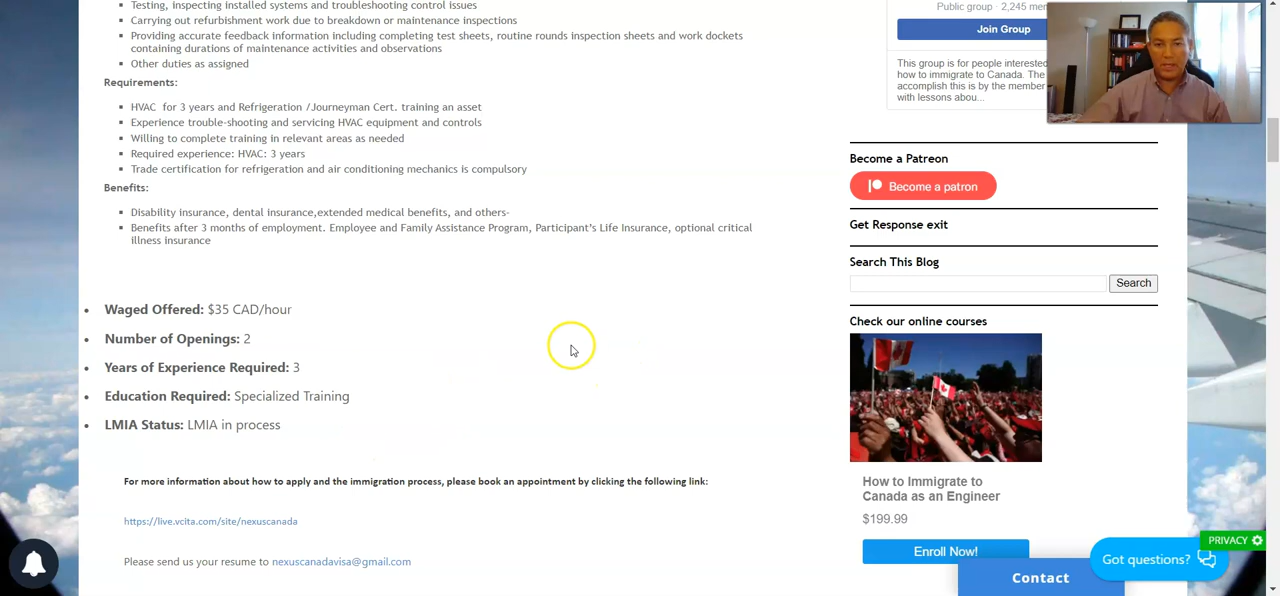 Testing, inspecting installed systems and troubleshooting control issues
Carrying out refurbishment work due to breakdown or maintenance inspections
Providing accurate feedback information including completing test sheets, routine rounds inspection sheets and work dockets
containing durations of maintenance activities and observations
Other duties as assigned
Requirements:
HVAC for 3 years and Refrigeration /Journeyman Cert. training an asset
Experience trouble-shooting and servicing HVAC equipment and controls
Willing to complete training in relevant areas as needed
Required experience: HVAC: 3 years
Trade certification for refrigeration and air conditioning mechanics is compulsory
Benefits:
Disability insurance, dental insurance,extended medical benefits, and others-
Benefits after 3 months of employment. Employee and Family Assistance Program, Participant's Life Insurance, optional critical
illness insurance
Waged Offered: $35 CAD/hour
Number of Openings: 2
Years of Experience Required: 3
Education Required: Specialized Training
LMIA Status: LMIA in process
For more information about how to apply and the immigration process, please book an appointment by clicking the following link:
https://live.vcita.com/site/nexuscanada
Please send us your resume to nexuscanadavisa@gmail.com
Public group · 2,245 mem
Join Group
This group is for people interested
how to immigrate to Canada. The
accomplish this is by the member
with lessons abou...
Become a Patreon
Become a patron
Get Response exit
Search This Blog
Search
Check our online courses
How to Immigrate to
Canada as an Engineer
$199.99
Enroll Now!
PRIVACY
Got questions?
Contact